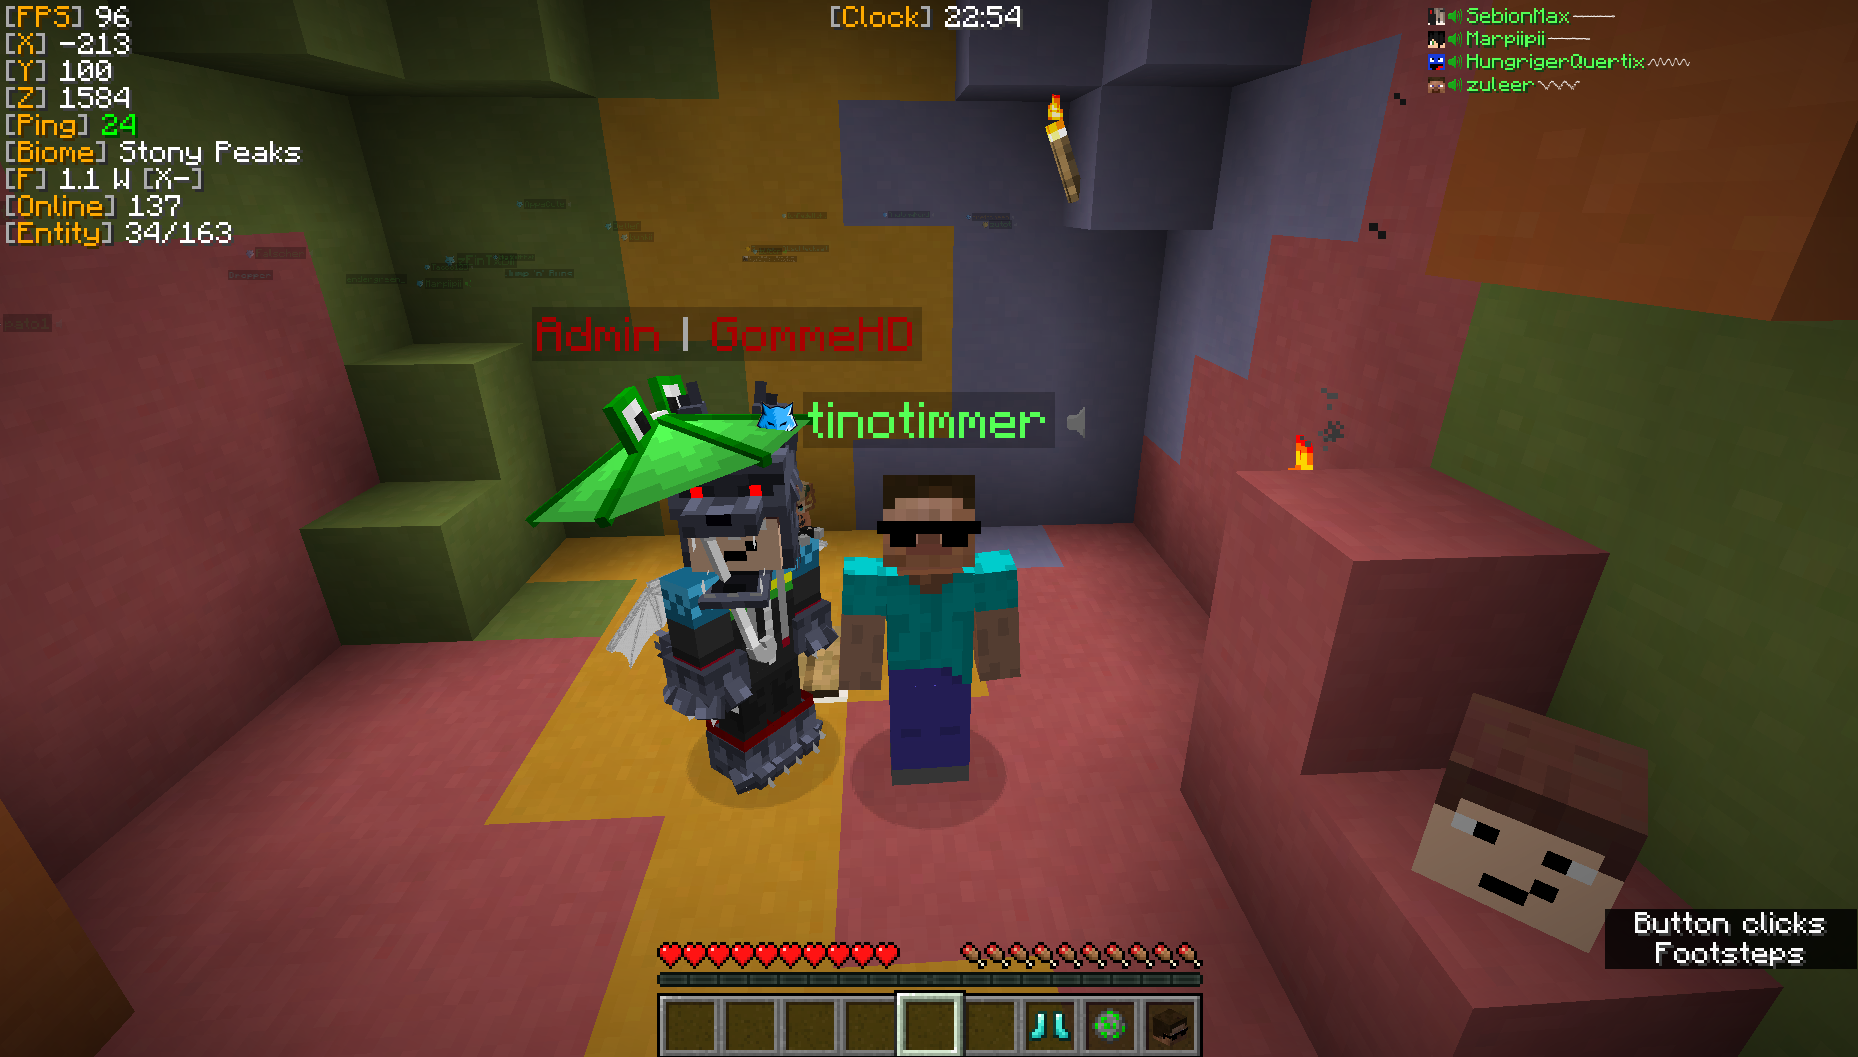 [FPS] 96
[X] -213
[Y] 100
[Z] 1584
[Ping] 24
[Biome] Stony Peaks
[F] 1.1 W [X-]
[Online] 137
[Entity] 34/163
[Clock] 22:54
SebionMax
Marpiipii
HungrigerQuertix
zuleer
Admin | GommeHD
tinotimmer
Button clicks
Footsteps